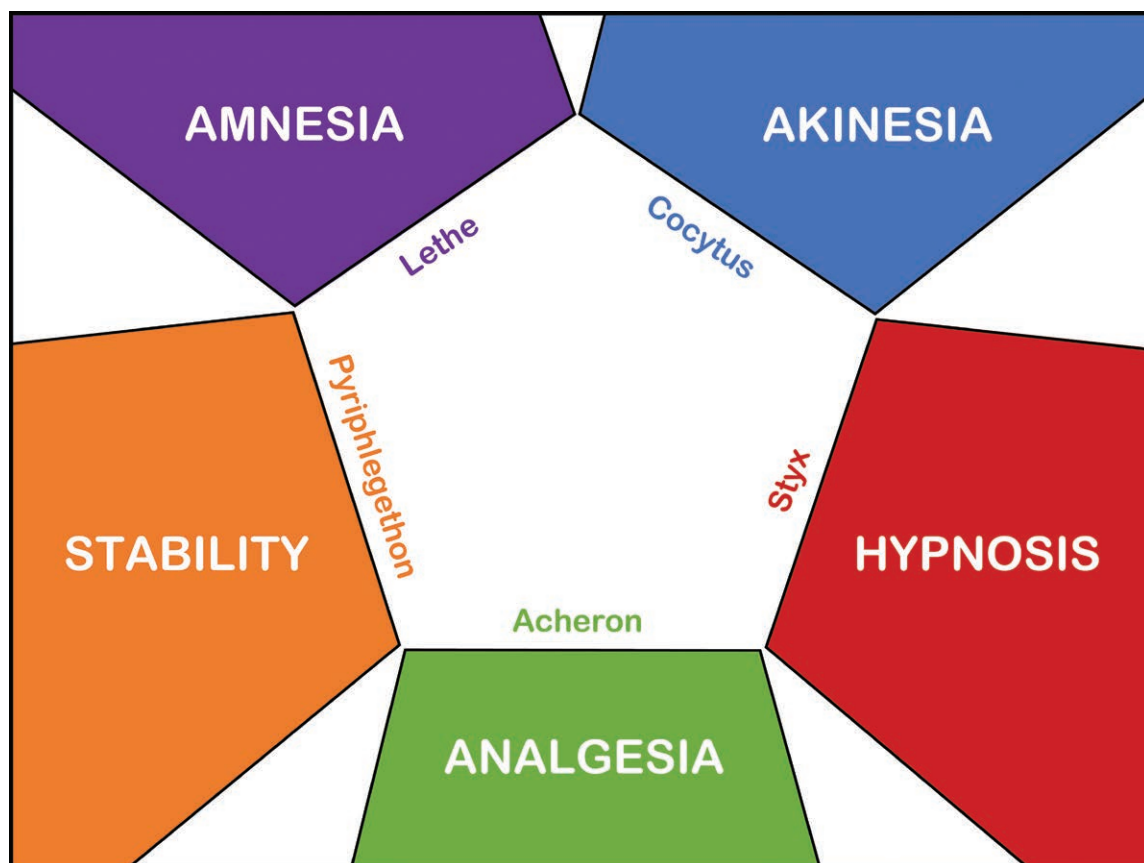 AMNESIA
AKINESIA
Lethe
Cocytus
Pyriphlegethon
Styx
STABILITY
HYPNOSIS
Acheron
ANALGESIA